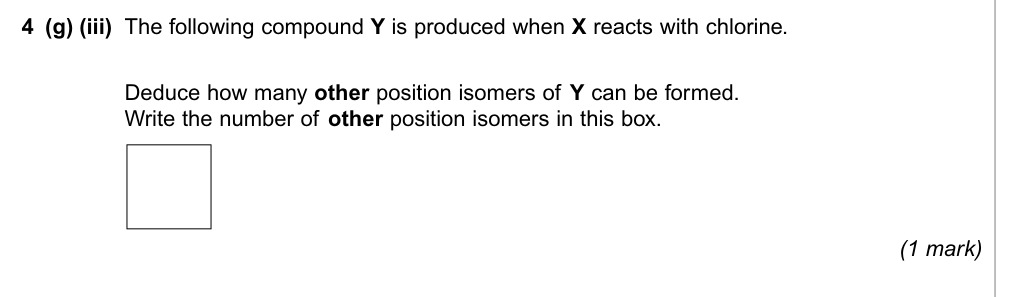 4 (g) (iii) The following compound Y is produced when X reacts with chlorine.
Deduce how many other position isomers of Y can be formed.
Write the number of other position isomers in this box.
(1 mark)